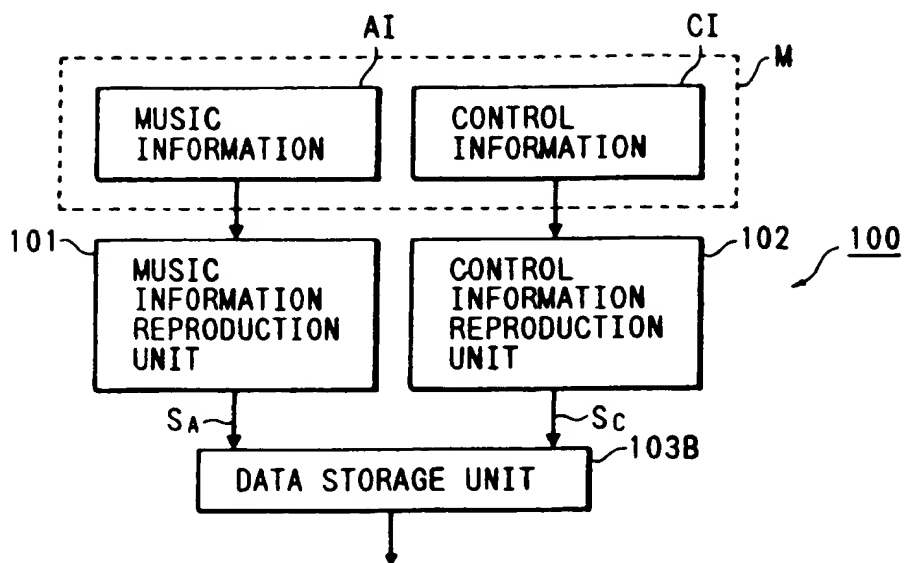 AI
CI
M
MUSIC
INFORMATION
CONTROL
INFORMATION
101
102
100
MUSIC
INFORMATION
REPRODUCTION
UNIT
CONTROL
INFORMATION
REPRODUCTION
UNIT
SA
SC
103B
DATA STORAGE UNIT